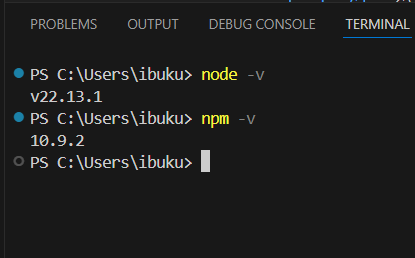 PROBLEMS OUTPUT DEBUG CONSOLE TERMINAL
PS C:\Users\ibuku> node -v
v22.13.1
PS C:\Users\ibuku> npm -v
10.9.2
PS C:\Users\ibuku>